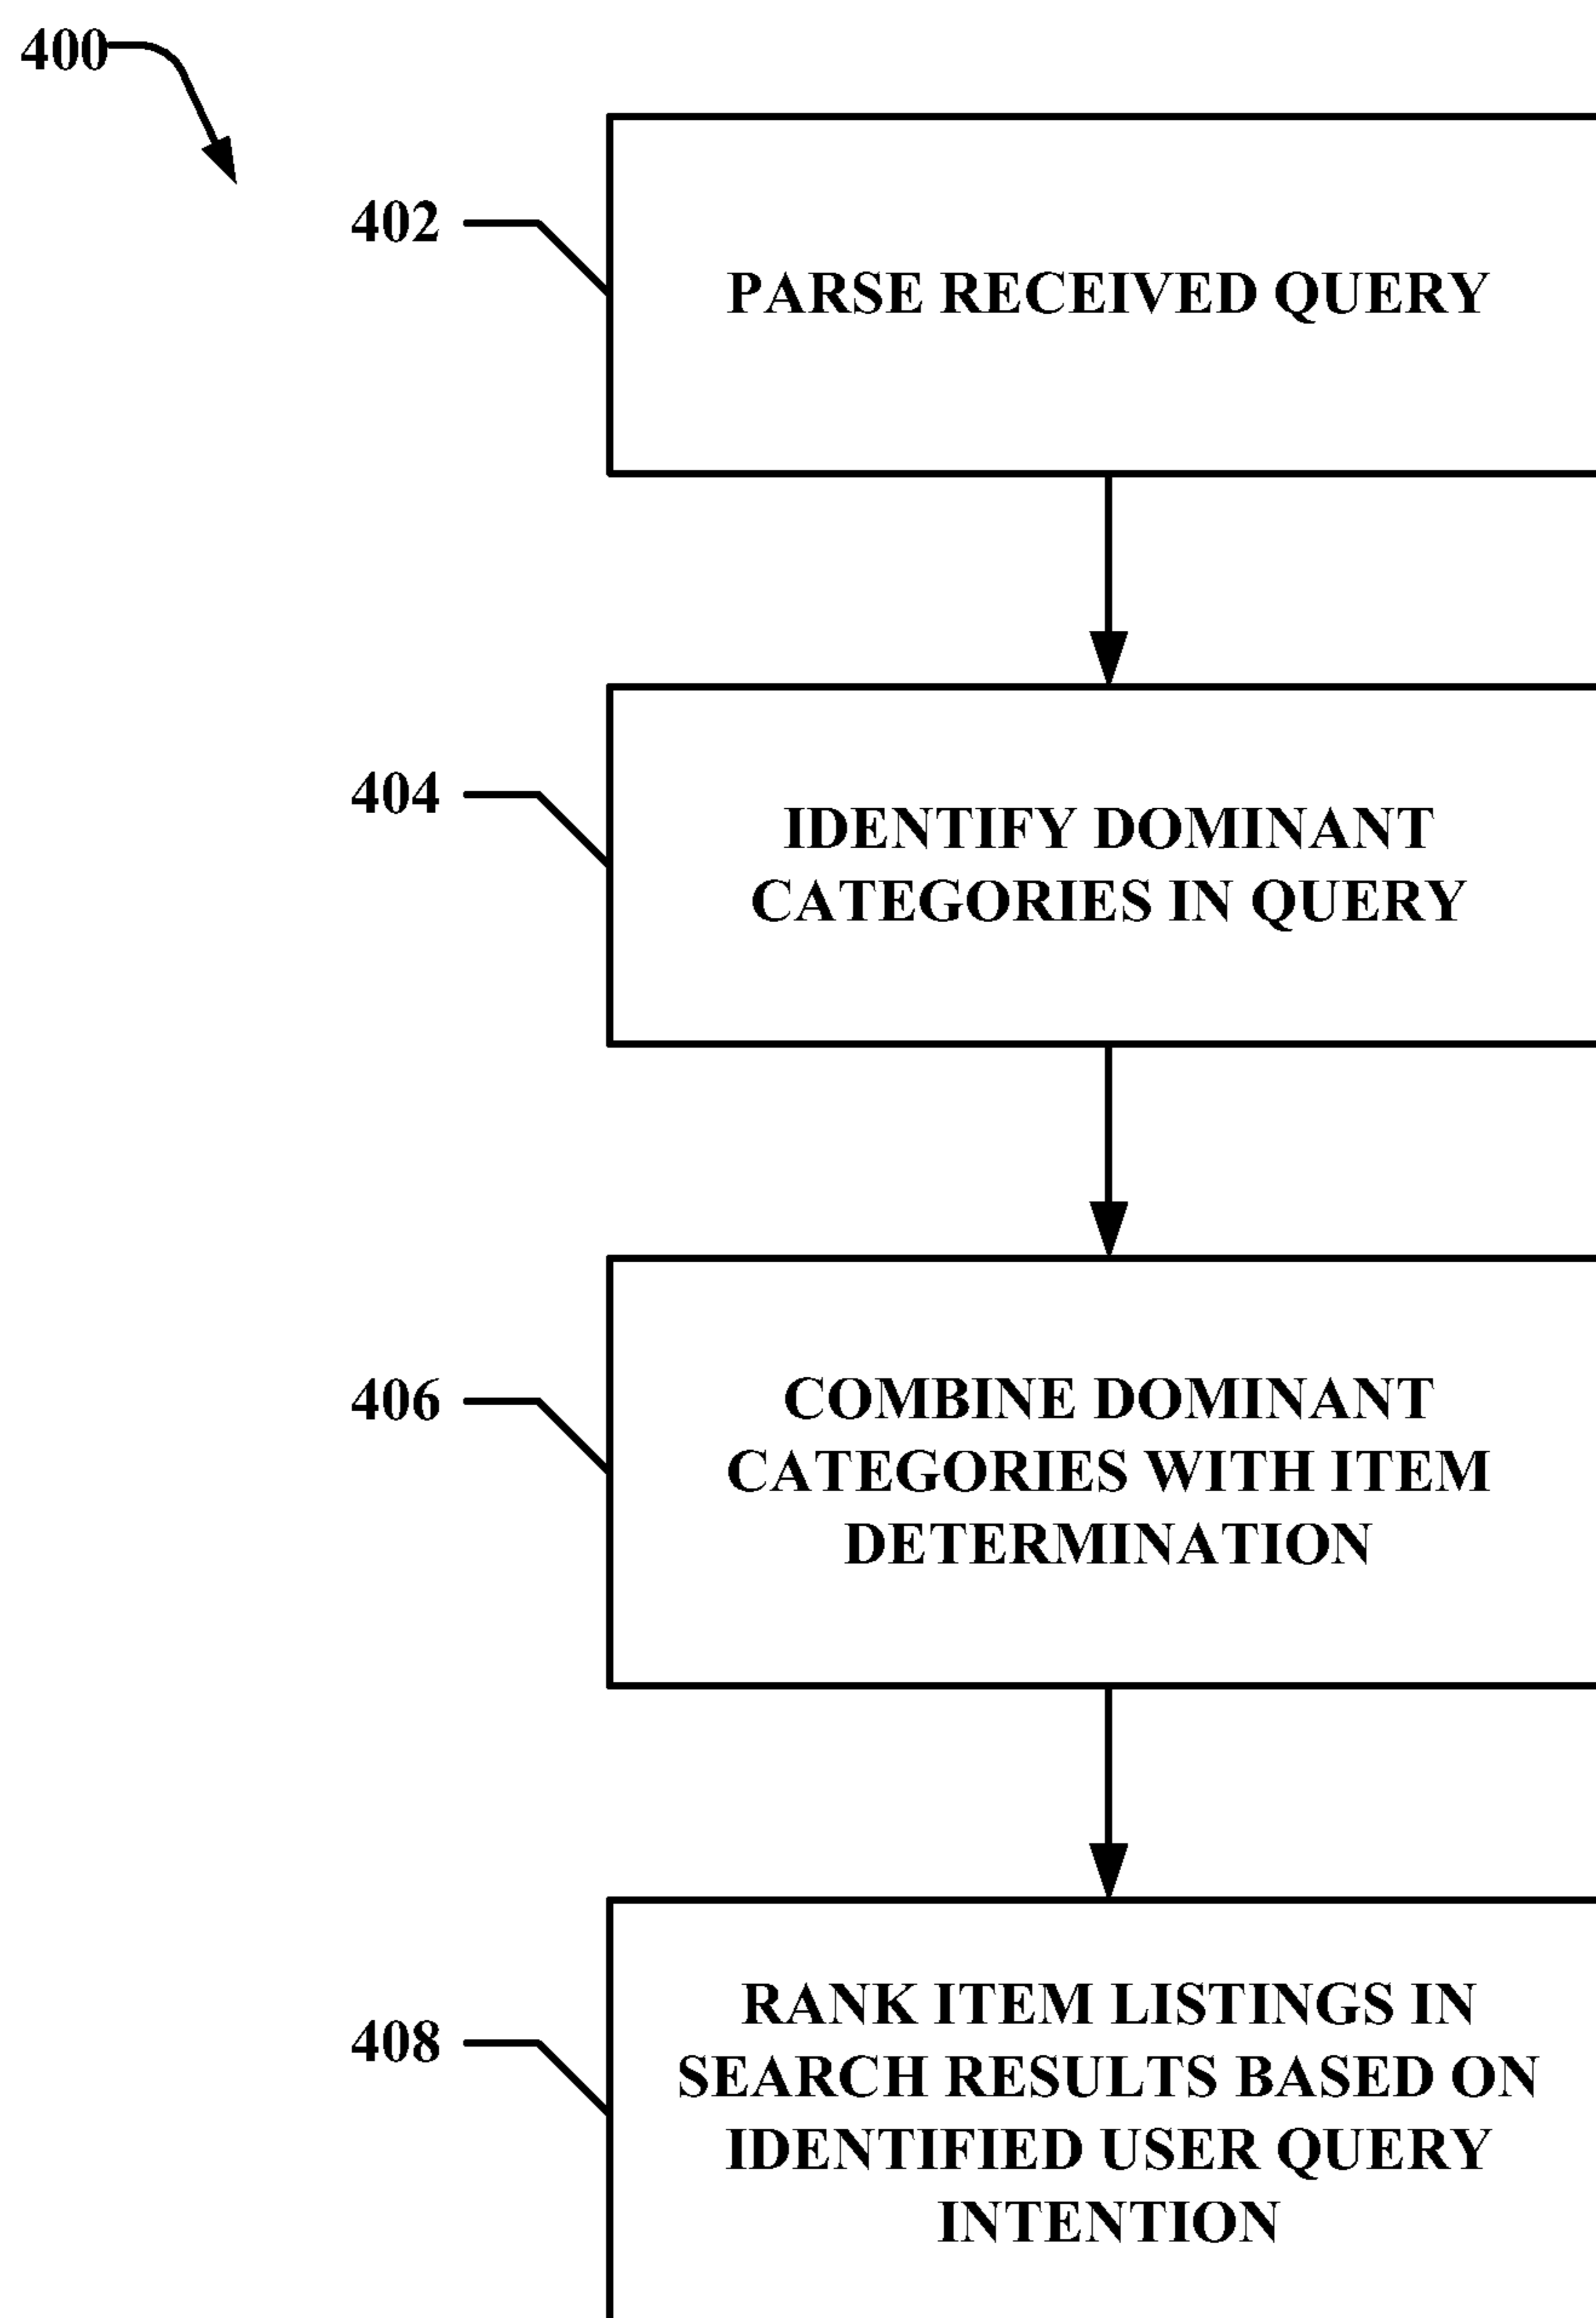 400
402
PARSE RECEIVED QUERY
404
IDENTIFY DOMINANT
CATEGORIES IN QUERY
406
COMBINE DOMINANT
CATEGORIES WITH ITEM
DETERMINATION
408
RANK ITEM LISTINGS IN
SEARCH RESULTS BASED ON
IDENTIFIED USER QUERY
INTENTION